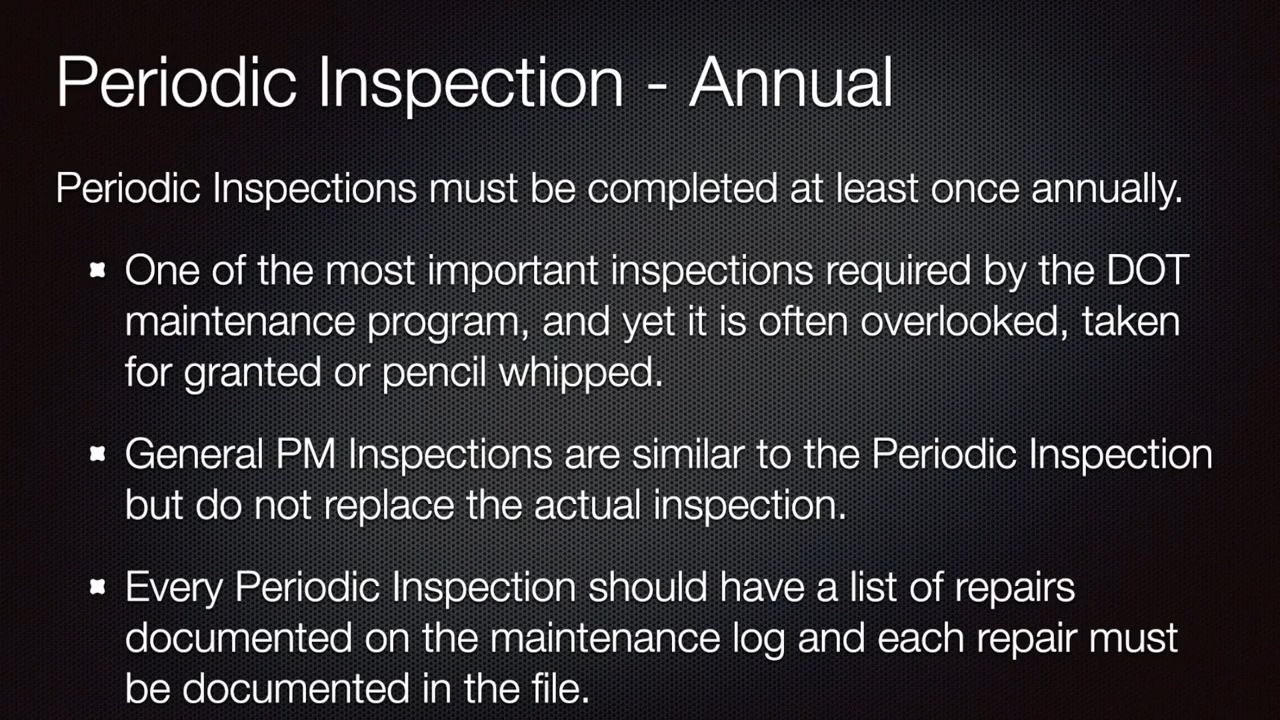 Periodic Inspection - Annual
Periodic Inspections must be completed at least once annually.
One of the most important inspections required by the DOT
maintenance program, and yet it is often overlooked, taken
for granted or pencil whipped.
General PM Inspections are similar to the Periodic Inspection
but do not replace the actual inspection.
Every Periodic Inspection should have a list of repairs
documented on the maintenance log and each repair must
be documented in the file.